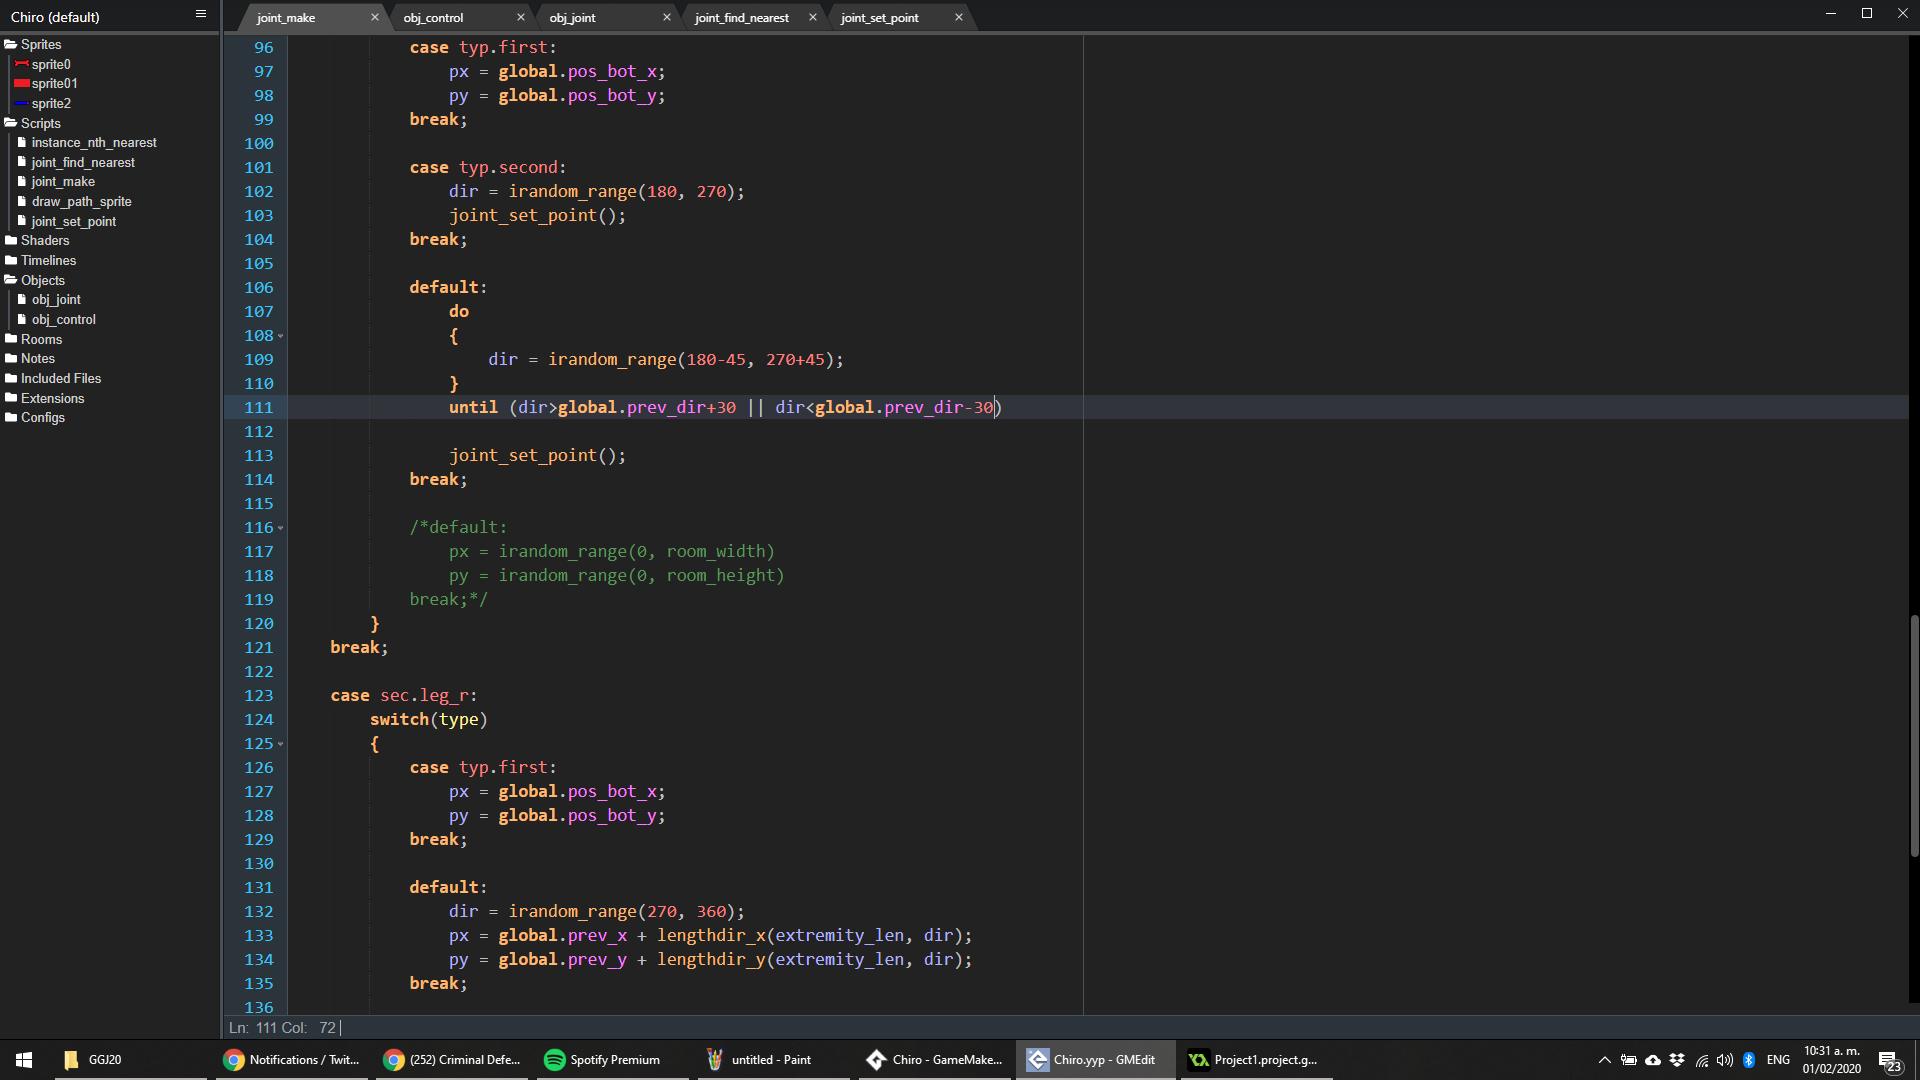 Chiro (default)
joint_make
obj_control
obj_joint
joint_find_nearest
joint_set_point
Sprites
sprite0
sprite01
sprite2
Scripts
instance_nth_nearest
joint_find_nearest
joint_make
draw_path_sprite
joint_set_point
Shaders
Timelines
Objects
obj_joint
obj_control
Rooms
Notes
Included Files
Extensions
Configs
96 case typ.first:
97 px = global.pos_bot_x;
98 py = global.pos_bot_y;
99 break;
100
101 case typ.second:
102 dir = irandom_range(180, 270);
103 joint_set_point();
104 break;
105
106 default:
107 do
108 {
109 dir = irandom_range(180-45, 270+45);
110 }
111 until (dir>global.prev_dir+30 || dir<global.prev_dir-30)
112
113 joint_set_point();
114 break;
115
116 /*default:
117 px = irandom_range(0, room_width)
118 py = irandom_range(0, room_height)
119 break;*/
120 }
121 break;
122
123 case sec.leg_r:
124 switch(type)
125 {
126 case typ.first:
127 px = global.pos_bot_x;
128 py = global.pos_bot_y;
129 break;
130
131 default:
132 dir = irandom_range(270, 360);
133 px = global.prev_x + lengthdir_x(extremity_len, dir);
134 py = global.prev_y + lengthdir_y(extremity_len, dir);
135 break;
136
Ln: 111 Col: 72
GGJ20
Notifications / Twit...
(252) Criminal Defe...
Spotify Premium
untitled - Paint
Chiro - GameMake...
Chiro.yyp - GMEdit
Project1.project.g...
ENG
10:31 a. m.
01/02/2020
23